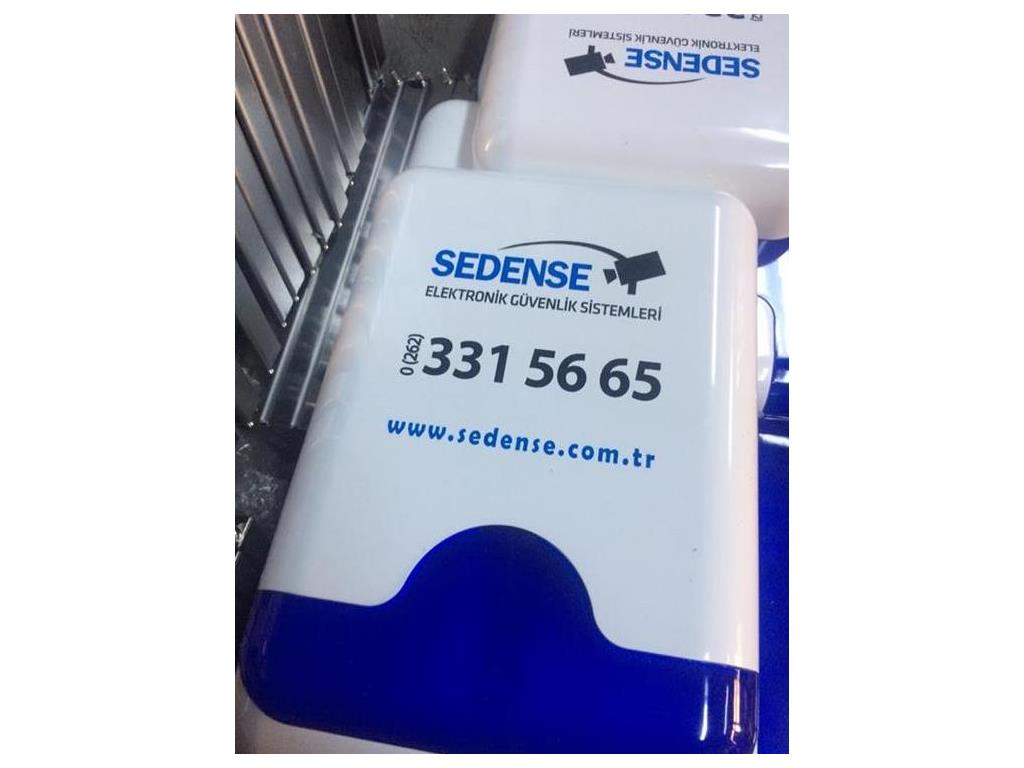 SEDENSE
ELEKTRONİK GÜVENLİK SİSTEMLERİ
SEDENSE
ELEKTRONİK GÜVENLİK SİSTEMLERİ
0 (262) 331 56 65
www.sedense.com.tr